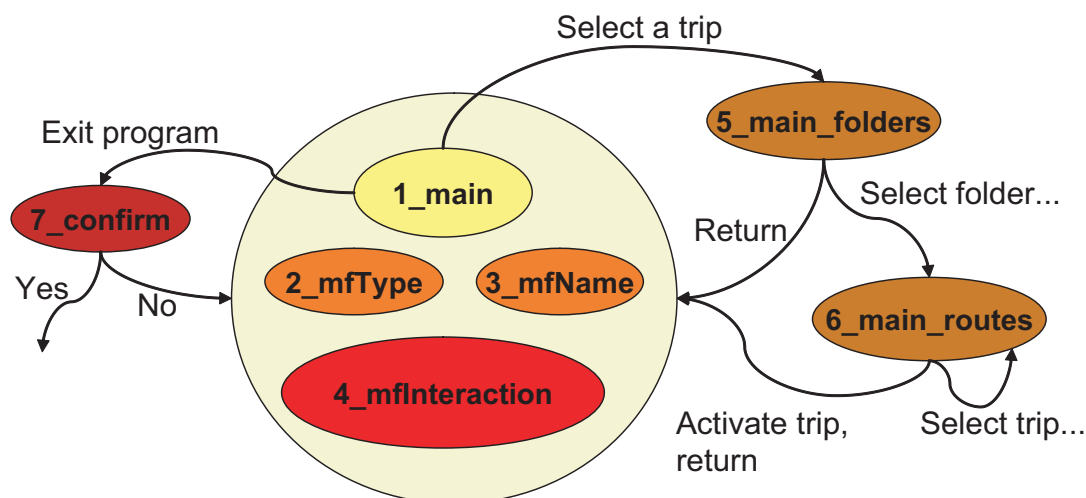 Select a trip
Exit program
5_main_folders
1_main
7_confirm
Select folder...
Return
2_mfType
3_mfName
Yes
No
6_main_routes
4_mfInteraction
Activate trip,
return
Select trip...